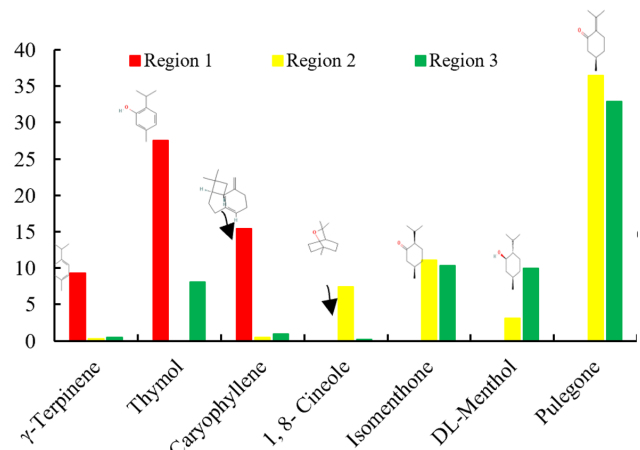 40
35
30
25
20
15
10
5
0
Region 1
Region 2
Region 3
γ-Terpinene
Thymol
Caryophyllene
1, 8- Cineole
Isomenthone
DL-Menthol
Pulegone